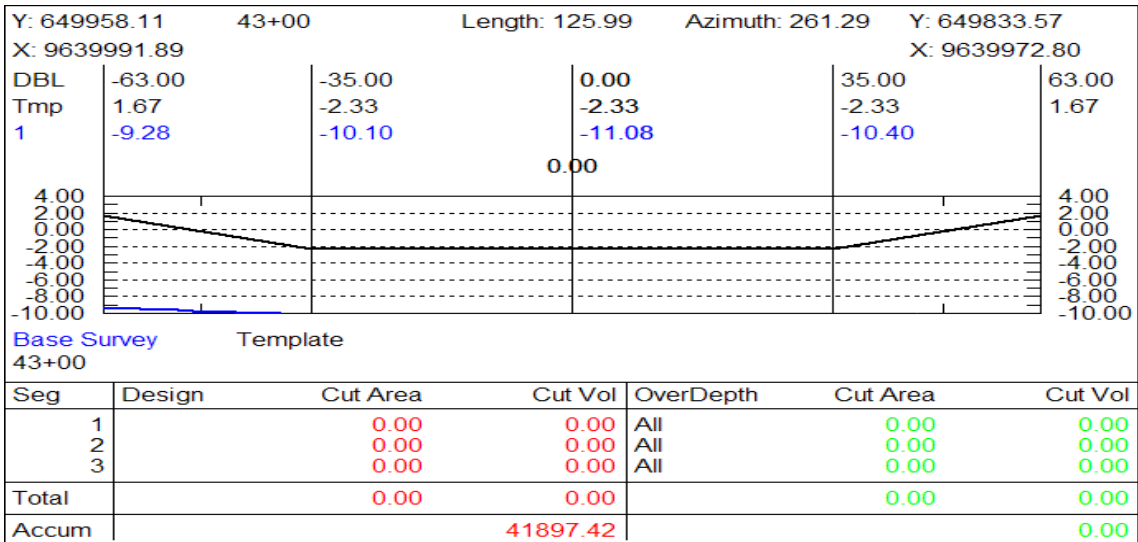 Y: 649958.11 43+00 Length: 125.99 Azimuth: 261.29 Y: 649833.57
X: 9639991.89 X: 9639972.80
DBL -63.00 -35.00 0.00 35.00 63.00
Tmp 1.67 -2.33 -2.33 -2.33 1.67
1 -9.28 -10.10 -11.08 -10.40
0.00
4.00 4.00
2.00 2.00
0.00 0.00
-2.00 -2.00
-4.00 -4.00
-6.00 -6.00
-8.00 -8.00
-10.00 -10.00
Base Survey Template
43+00
Seg Design Cut Area Cut Vol OverDepth Cut Area Cut Vol
1 0.00 0.00 All 0.00 0.00
2 0.00 0.00 All 0.00 0.00
3 0.00 0.00 All 0.00 0.00
Total 0.00 0.00 0.00 0.00
Accum 41897.42 0.00